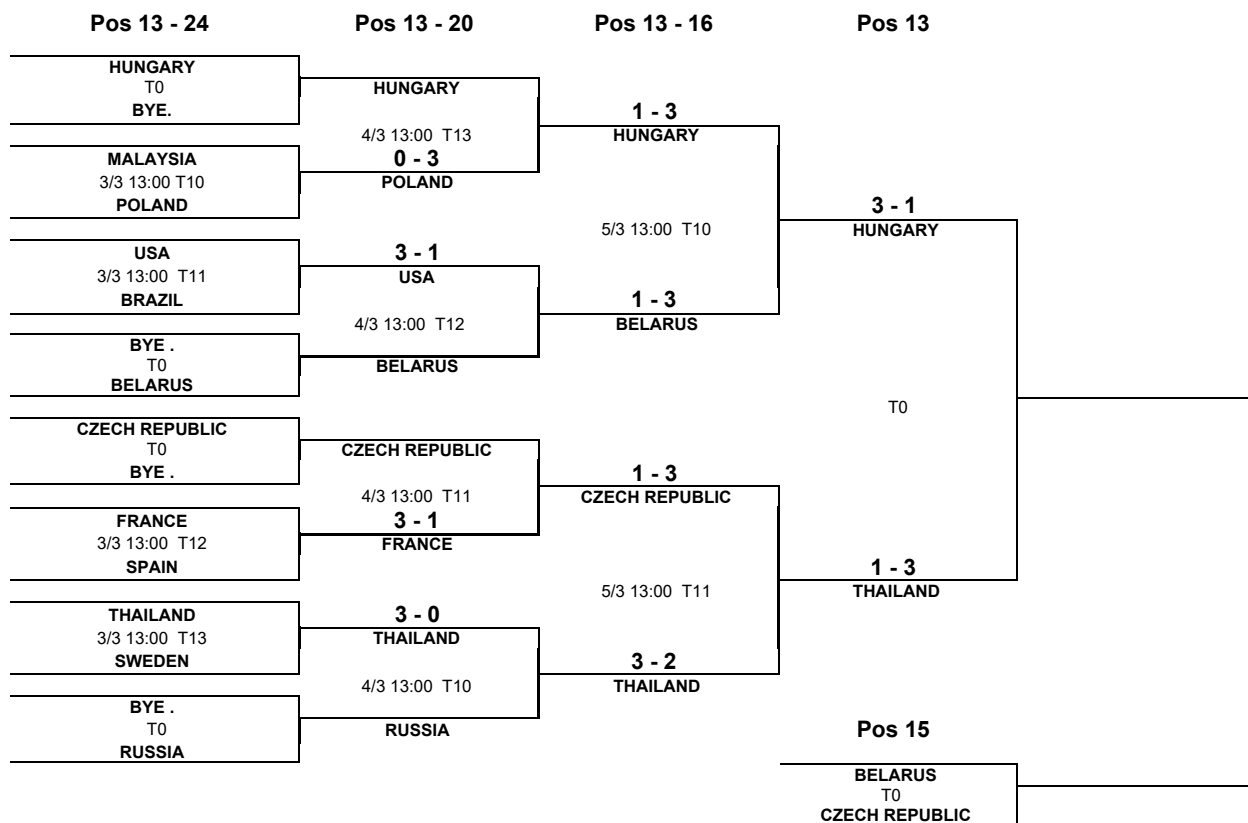 Pos 13 - 24 Pos 13 - 20 Pos 13 - 16 Pos 13
HUNGARY
T0
BYE.
MALAYSIA
3/3 13:00 T10
POLAND
USA
3/3 13:00 T11
BRAZIL
BYE .
T0
BELARUS
CZECH REPUBLIC
T0
BYE .
FRANCE
3/3 13:00 T12
SPAIN
THAILAND
3/3 13:00 T13
SWEDEN
BYE .
T0
RUSSIA
HUNGARY
4/3 13:00 T13
0 - 3
POLAND
3 - 1
USA
4/3 13:00 T12
BELARUS
CZECH REPUBLIC
4/3 13:00 T11
3 - 1
FRANCE
3 - 0
THAILAND
4/3 13:00 T10
RUSSIA
1 - 3
HUNGARY
5/3 13:00 T10
1 - 3
BELARUS
1 - 3
CZECH REPUBLIC
5/3 13:00 T11
3 - 2
THAILAND
3 - 1
HUNGARY
T0
1 - 3
THAILAND
Pos 15
BELARUS
T0
CZECH REPUBLIC